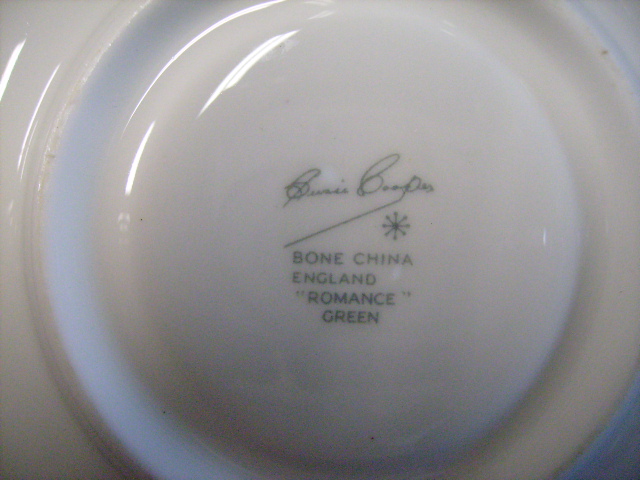 Susie Cooper
BONE CHINA
ENGLAND
"ROMANCE"
GREEN